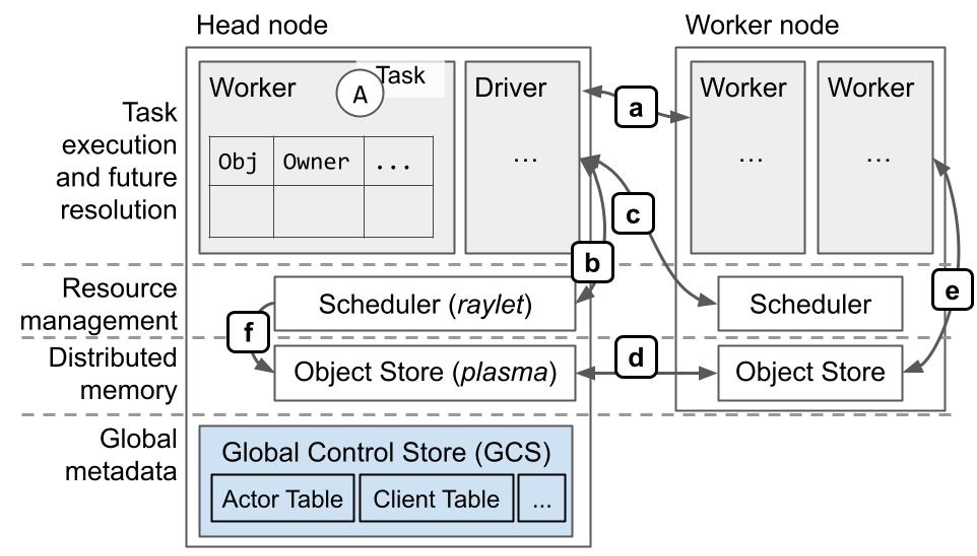 Head node
Worker node
Task
execution
and future
resolution
Worker
A
Task
Obj
Owner
...
Driver
...
a
Worker
...
Worker
...
c
b
e
Resource
management
Scheduler (raylet)
Scheduler
f
Distributed
memory
Object Store (plasma)
d
Object Store
Global
metadata
Global Control Store (GCS)
Actor Table
Client Table
...